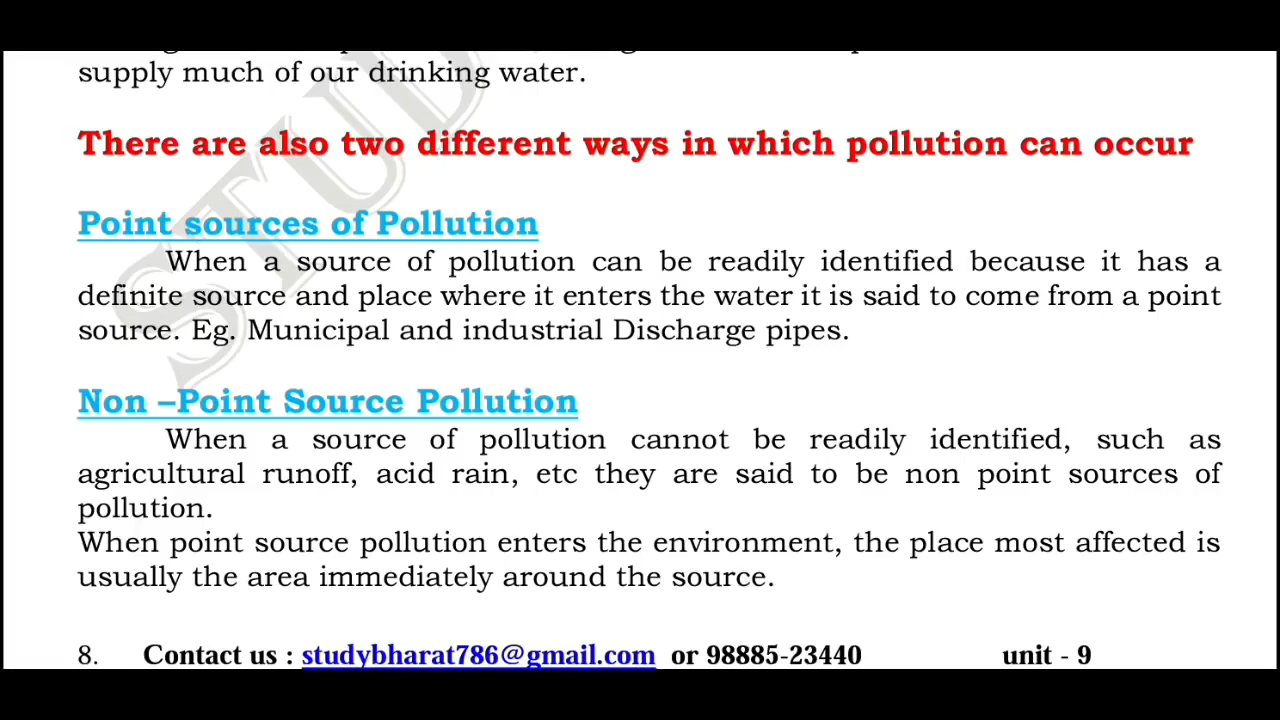 supply much of our drinking water.
There are also two different ways in which pollution can occur
Point sources of Pollution
When a source of pollution can be readily identified because it has a
definite source and place where it enters the water it is said to come from a point
source. Eg. Municipal and industrial Discharge pipes.
Non –Point Source Pollution
When a source of pollution cannot be readily identified, such as
agricultural runoff, acid rain, etc they are said to be non point sources of
pollution.
When point source pollution enters the environment, the place most affected is
usually the area immediately around the source.
8. Contact us : studybharat786@gmail.com or 98885-23440 unit - 9
STUD